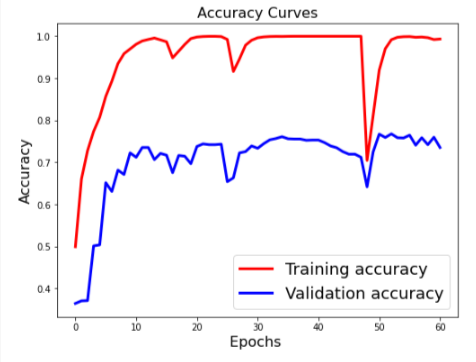 Accuracy Curves
1.0
0.9
0.8
0.7
0.6
0.5
0.4
Accuracy
Training accuracy
Validation accuracy
0 10 20 30 40 50 60
Epochs